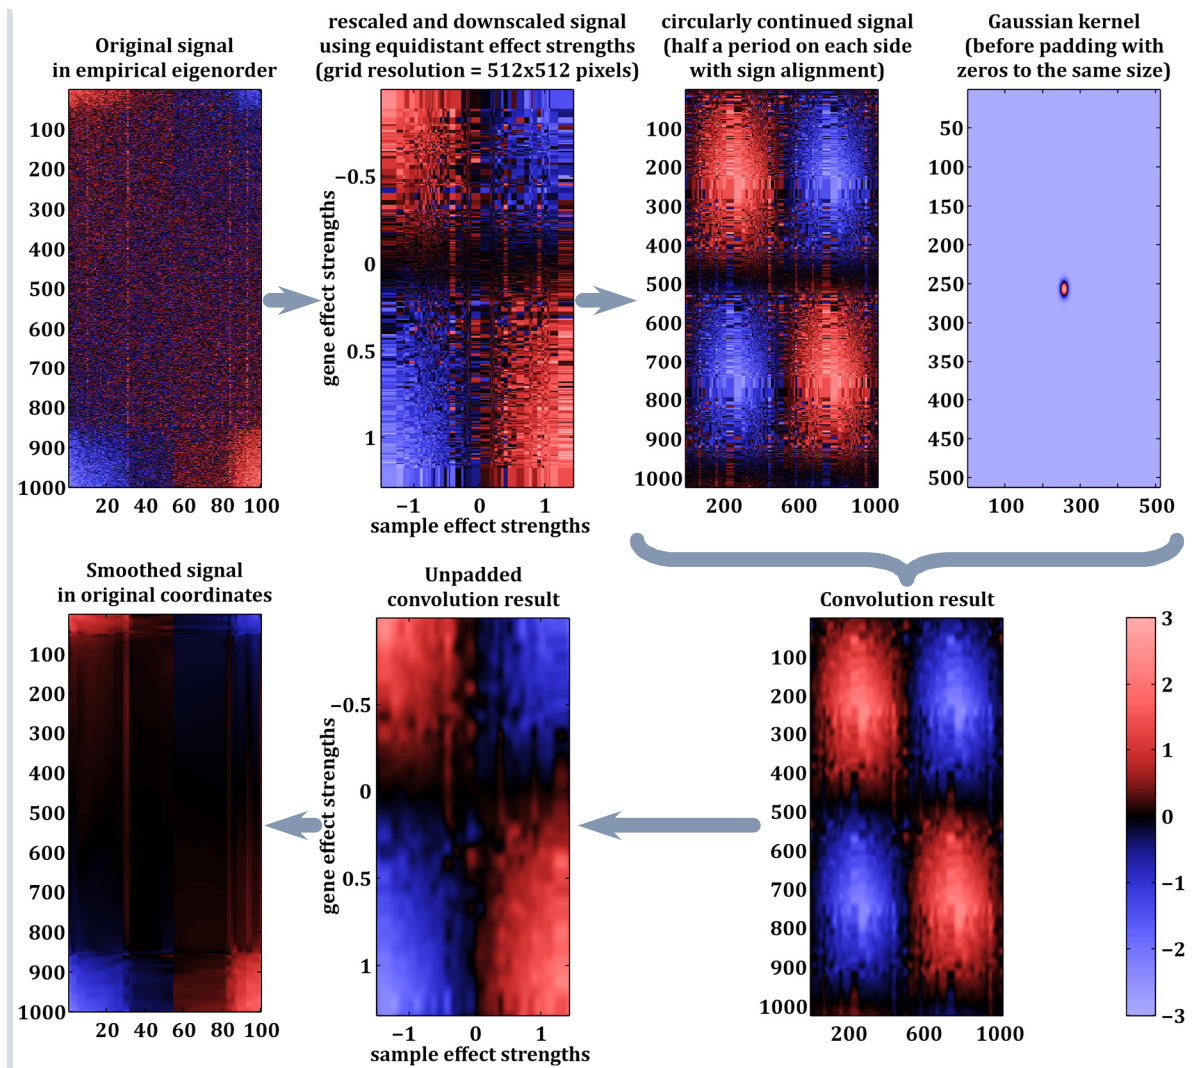 Original signal
in empirical eigenorder
100
200
300
400
500
600
700
800
900
1000
20 40 60 80 100
rescaled and downscaled signal
using equidistant effect strengths
(grid resolution = 512x512 pixels)
gene effect strengths
−0.5
0
0.5
1
−1 0 1
sample effect strengths
circularly continued signal
(half a period on each side
with sign alignment)
100
200
300
400
500
600
700
800
900
1000
200 600 1000
Gaussian kernel
(before padding with
zeros to the same size)
50
100
150
200
250
300
350
400
450
500
100 300 500
Smoothed signal
in original coordinates
100
200
300
400
500
600
700
800
900
1000
20 40 60 80 100
Unpadded
convolution result
gene effect strengths
−0.5
0
0.5
1
−1 0 1
sample effect strengths
Convolution result
100
200
300
400
500
600
700
800
900
1000
200 600 1000
3
2
1
0
−1
−2
−3